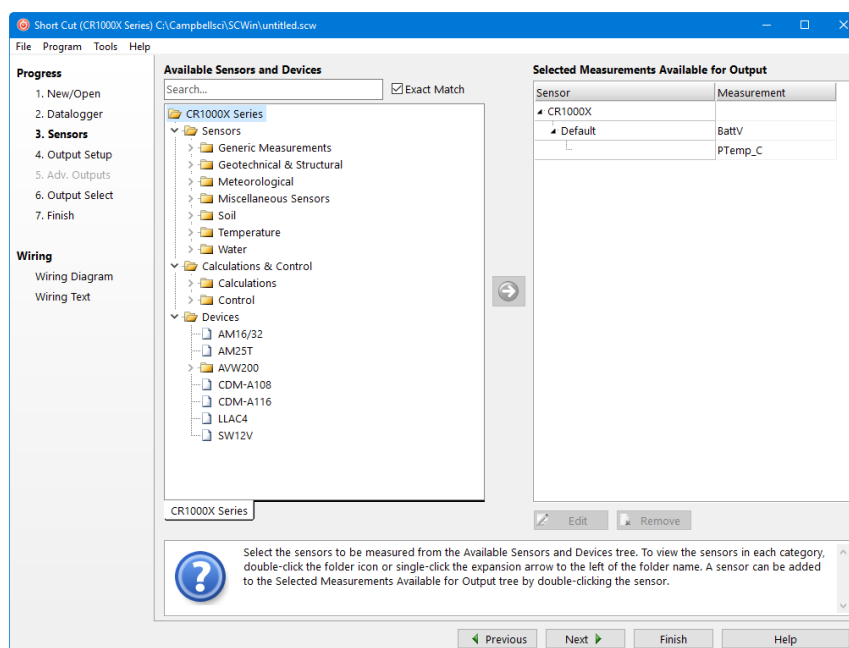 Short Cut (CR1000X Series) C:\Campbellsci\SCWin\untitled.scw
File Program Tools Help
Progress
1. New/Open
2. Datalogger
3. Sensors
4. Output Setup
5. Adv. Outputs
6. Output Select
7. Finish
Wiring
Wiring Diagram
Wiring Text
Available Sensors and Devices
Search...
Exact Match
CR1000X Series
Sensors
Generic Measurements
Geotechnical & Structural
Meteorological
Miscellaneous Sensors
Soil
Temperature
Water
Calculations & Control
Calculations
Control
Devices
AM16/32
AM25T
AVW200
CDM-A108
CDM-A116
LLAC4
SW12V
CR1000X Series
Selected Measurements Available for Output
Sensor Measurement
CR1000X
Default BattV
PTemp_C
Edit Remove
Select the sensors to be measured from the Available Sensors and Devices tree. To view the sensors in each category,
double-click the folder icon or single-click the expansion arrow to the left of the folder name. A sensor can be added
to the Selected Measurements Available for Output tree by double-clicking the sensor.
Previous Next Finish Help